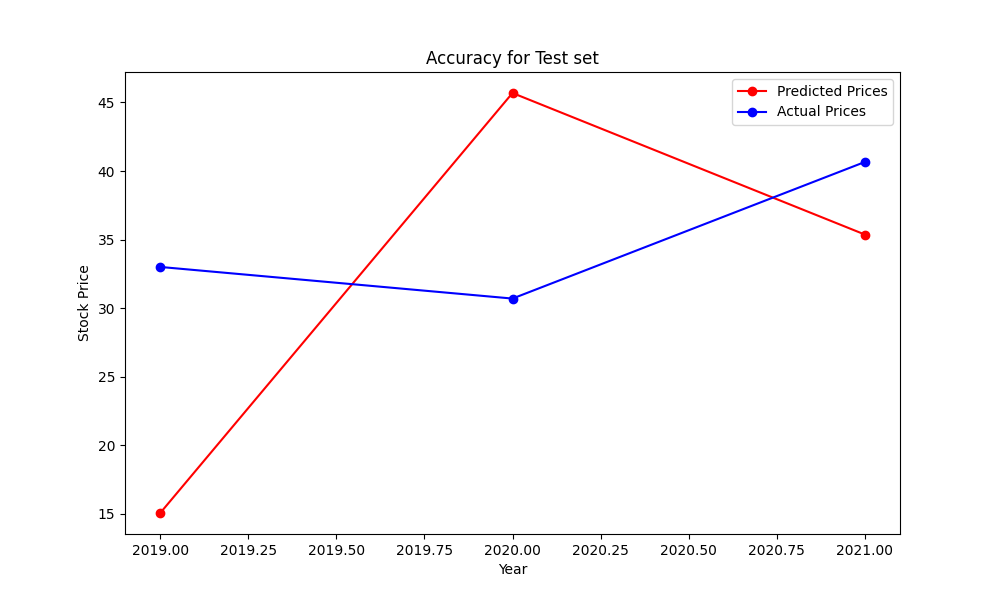 Accuracy for Test set
Predicted Prices
Actual Prices
Stock Price
45
40
35
30
25
20
15
2019.00 2019.25 2019.50 2019.75 2020.00 2020.25 2020.50 2020.75 2021.00
Year